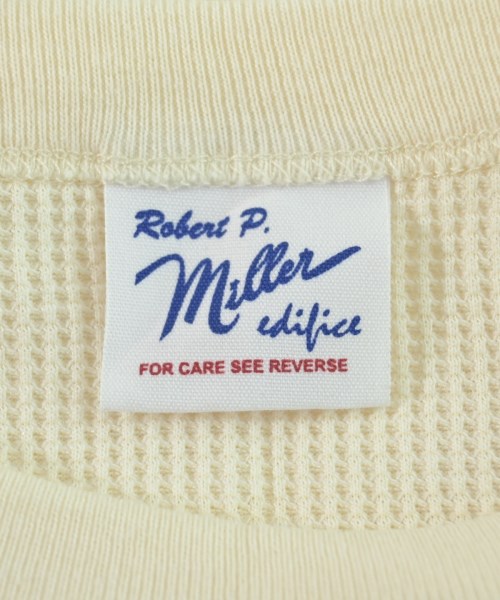 Robert P.
Miller
edifice
FOR CARE SEE REVERSE